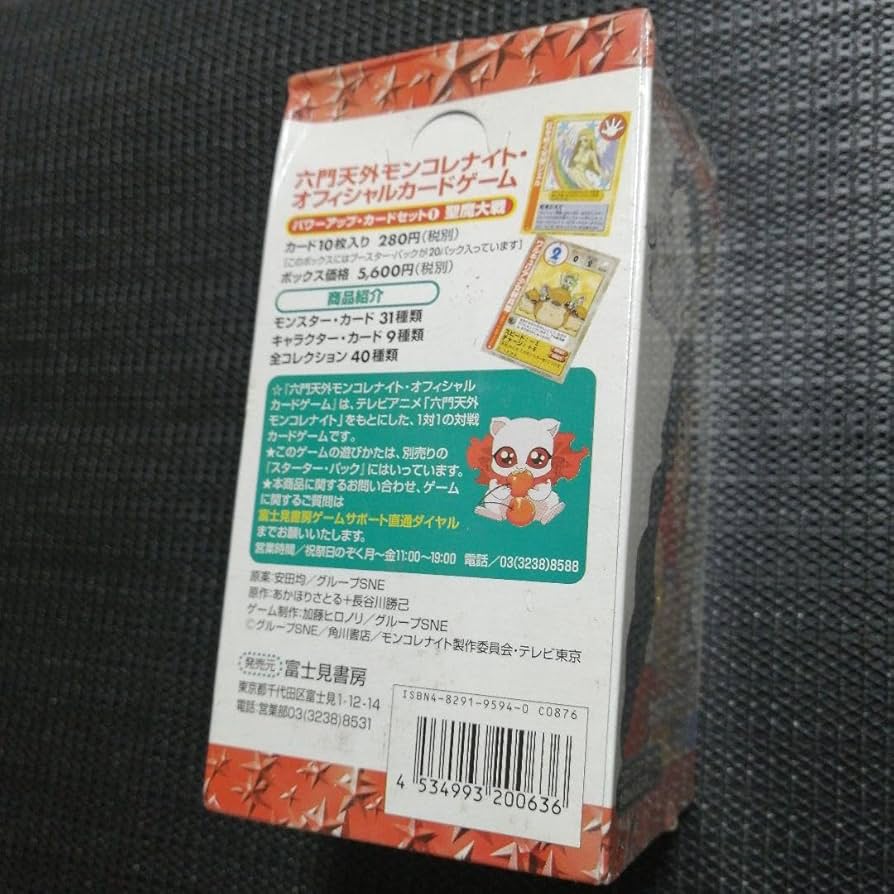 六門天外モンコレナイト・
オフィシャルカードゲーム
パワーアップ・カードセット❶ 聖魔大戦
カード10枚入り 280円(税別)
[このボックスにはブースター・パックが20パック入っています]
ボックス価格 5,600円(税別)
商品紹介
モンスター・カード 31種類
キャラクター・カード 9種類
全コレクション 40種類
☆『六門天外モンコレナイト・オフィシャル
カードゲーム』は、テレビアニメ「六門天外
モンコレナイト」をもとにした、1対1の対戦
カードゲームです。
★このゲームの遊びかたは、別売りの
『スターター・パック』にはいっています。
★本商品に関するお問い合わせ、ゲーム
に関するご質問は
富士見書房ゲームサポート直通ダイヤル
までお願いいたします。
営業時間／祝祭日のぞく月～金11:00～19:00 電話／03(3238)8588
原案：安田均／グループSNE
原作：あかほりさとる＋長谷川勝己
ゲーム制作：加藤ヒロノリ／グループSNE
©グループSNE／角川書店／モンコレナイト製作委員会・テレビ東京
発売元 富士見書房
東京都千代田区富士見1-12-14
電話：営業部03(3238)8531
ISBN4-8291-9594-0 C0876
4 534993 200636
2
0
2
スピード
チャージ